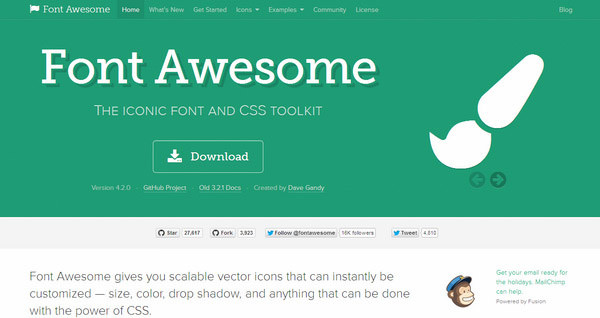 Font Awesome Home What's New Get Started Icons Examples Community License Blog
Font Awesome
The iconic font and CSS toolkit
Download
Version 4.2.0 · GitHub Project · Old 3.2.1 Docs · Created by Dave Gandy
Star 27,617 Fork 3,923 Follow @fontawesome 16K followers Tweet 4,810
Font Awesome gives you scalable vector icons that can instantly be
customized — size, color, drop shadow, and anything that can be done
with the power of CSS.
Get your email ready for
the holidays. MailChimp
can help.
Powered by Fusion